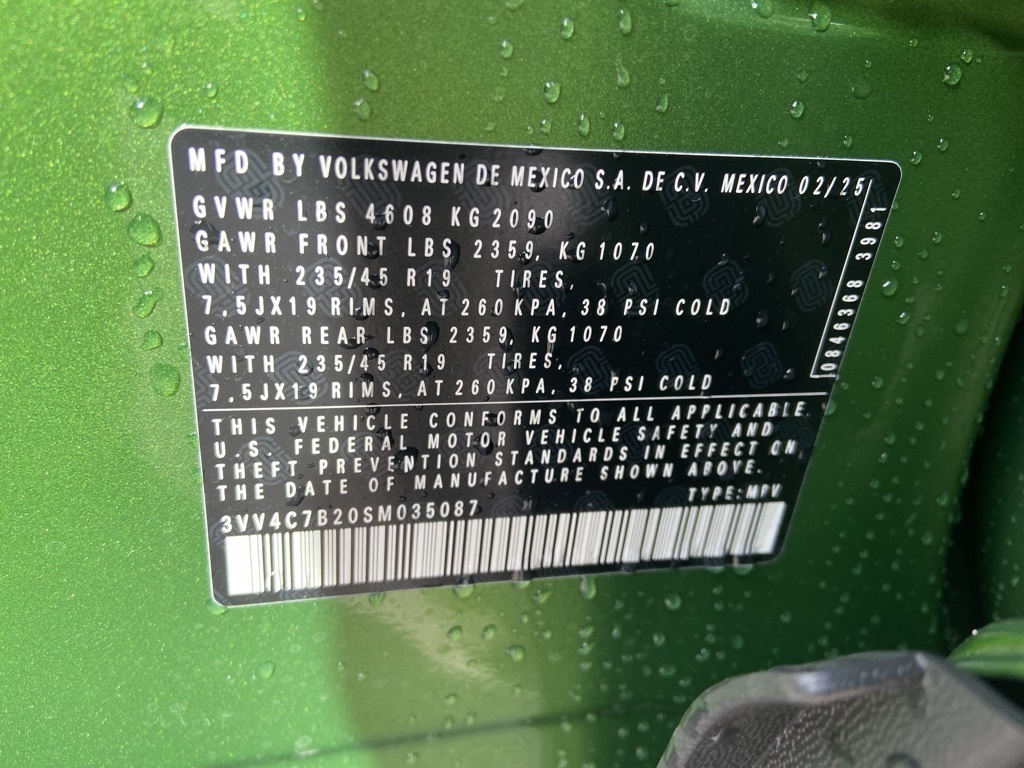 MFD BY VOLKSWAGEN DE MEXICO S.A. DE C.V. MEXICO 02/25
GVWR LBS 4608 KG 2090
GAWR FRONT LBS 2359, KG 1070
WITH 235/45 R19 TIRES,
7,5JX19 RIMS, AT 260 KPA, 38 PSI COLD
GAWR REAR LBS 2359, KG 1070
WITH 235/45 R19 TIRES,
7,5JX19 RIMS, AT 260 KPA, 38 PSI COLD
0846368 3981
THIS VEHICLE CONFORMS TO ALL APPLICABLE
U.S. FEDERAL MOTOR VEHICLE SAFETY AND
THEFT PREVENTION STANDARDS IN EFFECT ON
THE DATE OF MANUFACTURE SHOWN ABOVE.
TYPE: MPV
3VV4C7B20SM035087